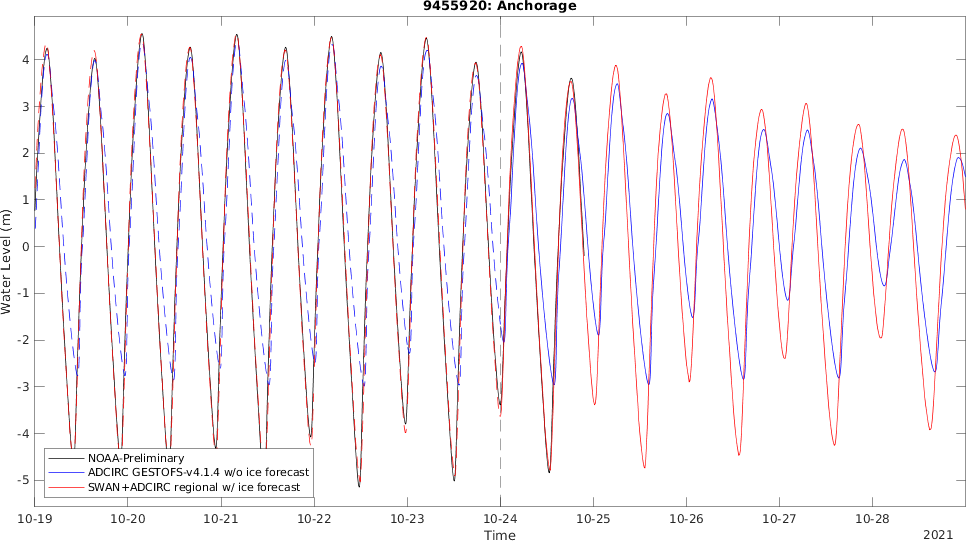 9455920: Anchorage
Water Level (m)
4
3
2
1
0
-1
-2
-3
-4
-5
NOAA-Preliminary
ADCIRC GESTOFS-v4.1.4 w/o ice forecast
SWAN+ADCIRC regional w/ ice forecast
10-19 10-20 10-21 10-22 10-23 10-24 10-25 10-26 10-27 10-28
Time
2021